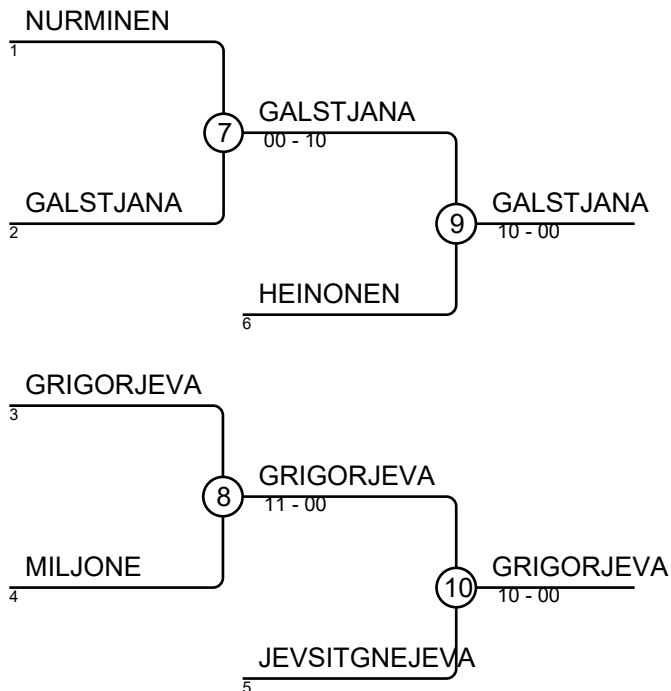 NURMINEN
1
7
GALSTJANA
00 - 10
GALSTJANA
2
9
GALSTJANA
10 - 00
HEINONEN
6
GRIGORJEVA
3
8
GRIGORJEVA
11 - 00
MILJONE
4
10
GRIGORJEVA
10 - 00
JEVSITGNEJEVA
5